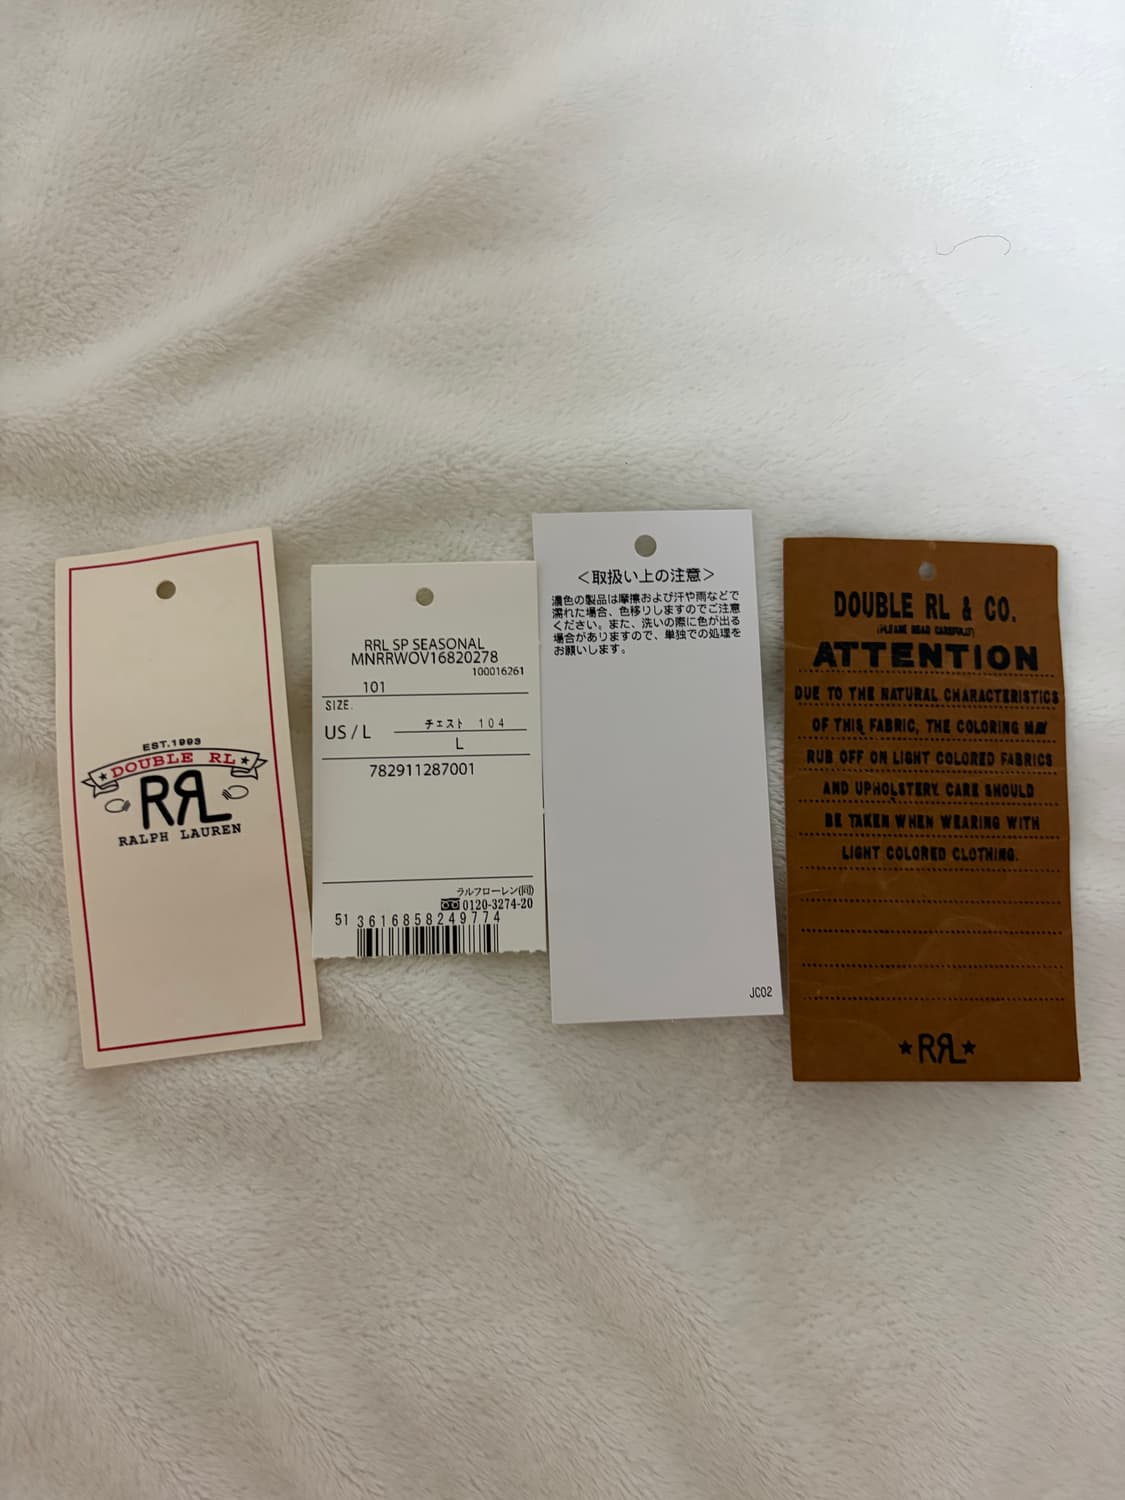 EST.1993
★DOUBLE RL★
RRL
RALPH LAUREN
RRL SP SEASONAL
MNRRWOV16820278
100016261
101
SIZE.
US / L
チェスト 104
L
782911287001
ラルフローレン(同)
0120-3274-20
51 3616858249774
＜取扱い上の注意＞
濃色の製品は摩擦および汗や雨などで
濡れた場合、色移りしますのでご注意
ください。また、洗いの際に色が出る
場合がありますので、単独での処理を
お願いします。
JC02
DOUBLE RL & CO.
(PLEASE READ CAREFULLY)
ATTENTION
DUE TO THE NATURAL CHARACTERISTICS
OF THIS FABRIC, THE COLORING MAY
RUB OFF ON LIGHT COLORED FABRICS
AND UPHOLSTERY. CARE SHOULD
BE TAKEN WHEN WEARING WITH
LIGHT COLORED CLOTHING.
★RRL★